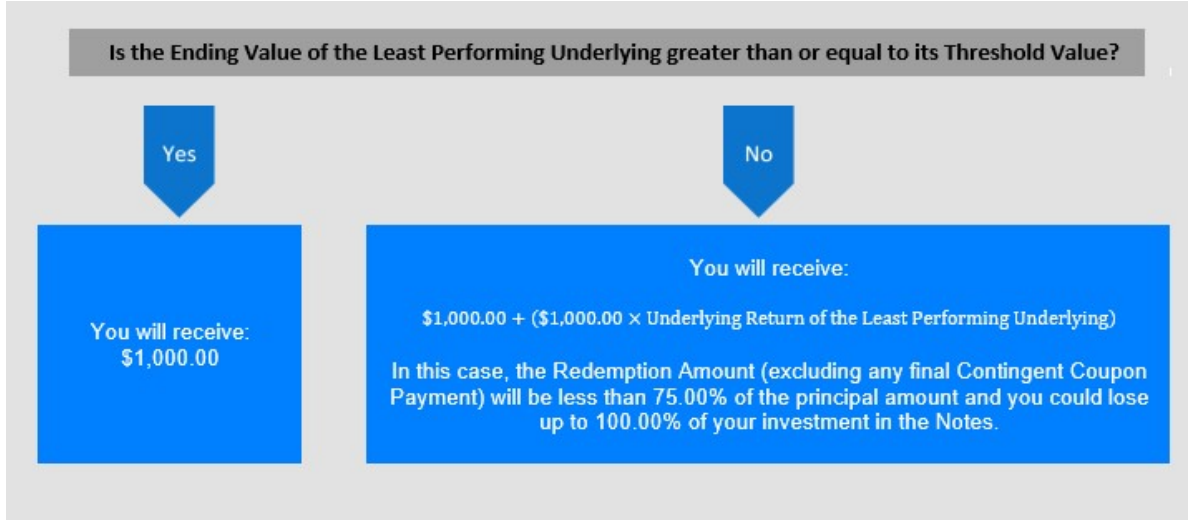 Is the Ending Value of the Least Performing Underlying greater than or equal to its Threshold Value?
Yes
No
You will receive:
$1,000.00
You will receive:
$1,000.00 + ($1,000.00 × Underlying Return of the Least Performing Underlying)
In this case, the Redemption Amount (excluding any final Contingent Coupon
Payment) will be less than 75.00% of the principal amount and you could lose
up to 100.00% of your investment in the Notes.